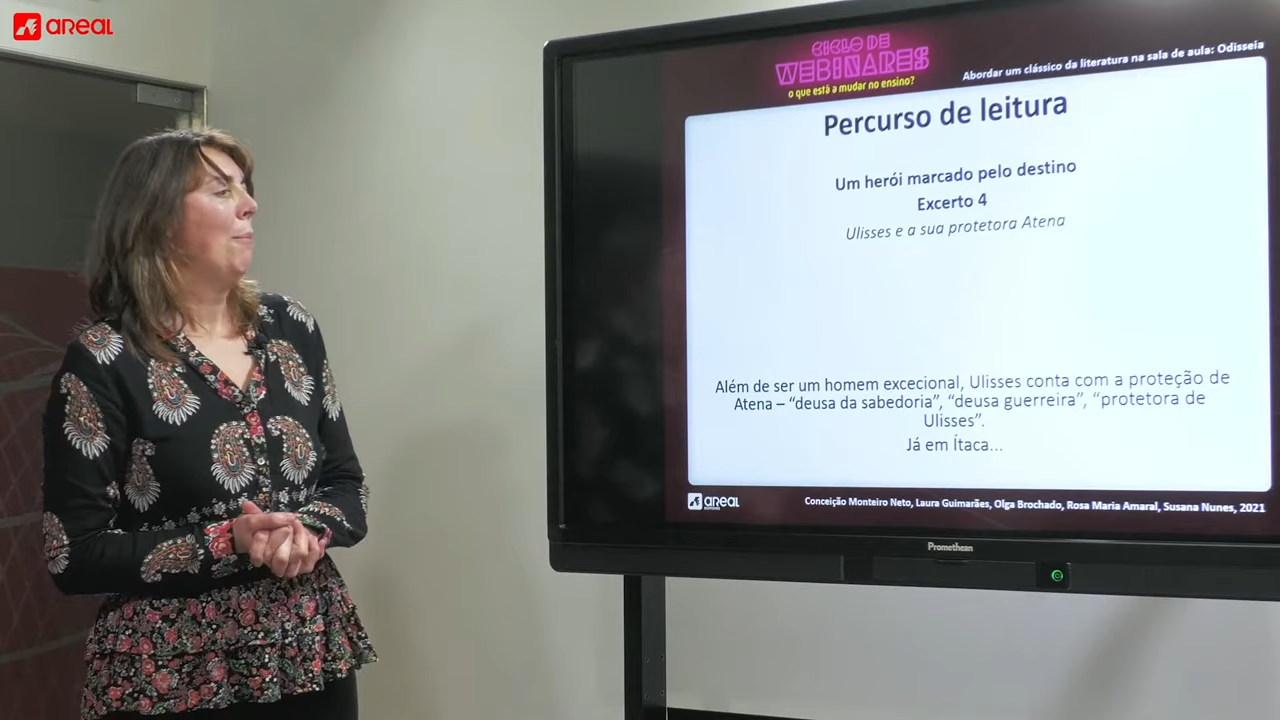 AREAL
CICLO DE
WEBINARES
o que está a mudar no ensino?
Abordar um clássico da literatura na sala de aula: Odisseia
Percurso de leitura
Um herói marcado pelo destino
Excerto 4
Ulisses e a sua protetora Atena
Além de ser um homem excecional, Ulisses conta com a proteção de
Atena – “deusa da sabedoria”, “deusa guerreira”, “protetora de
Ulisses”.
Já em Ítaca...
AREAL
Conceição Monteiro Neto, Laura Guimarães, Olga Brochado, Rosa Maria Amaral, Susana Nunes, 2021
Promethean